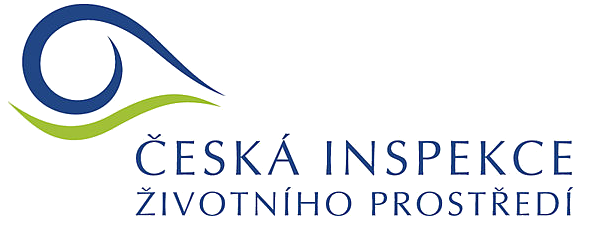 ČESKÁ INSPEKCE
ŽIVOTNÍHO PROSTŘEDÍ